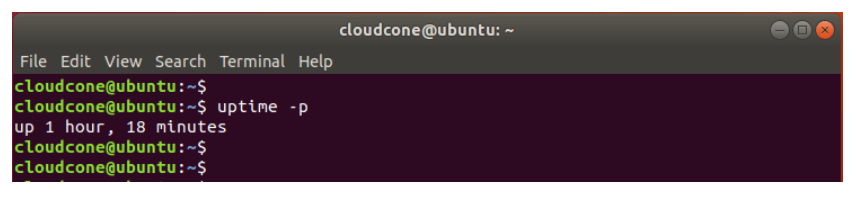 cloudcone@ubuntu: ~
File Edit View Search Terminal Help
cloudcone@ubuntu:~$
cloudcone@ubuntu:~$ uptime -p
up 1 hour, 18 minutes
cloudcone@ubuntu:~$
cloudcone@ubuntu:~$